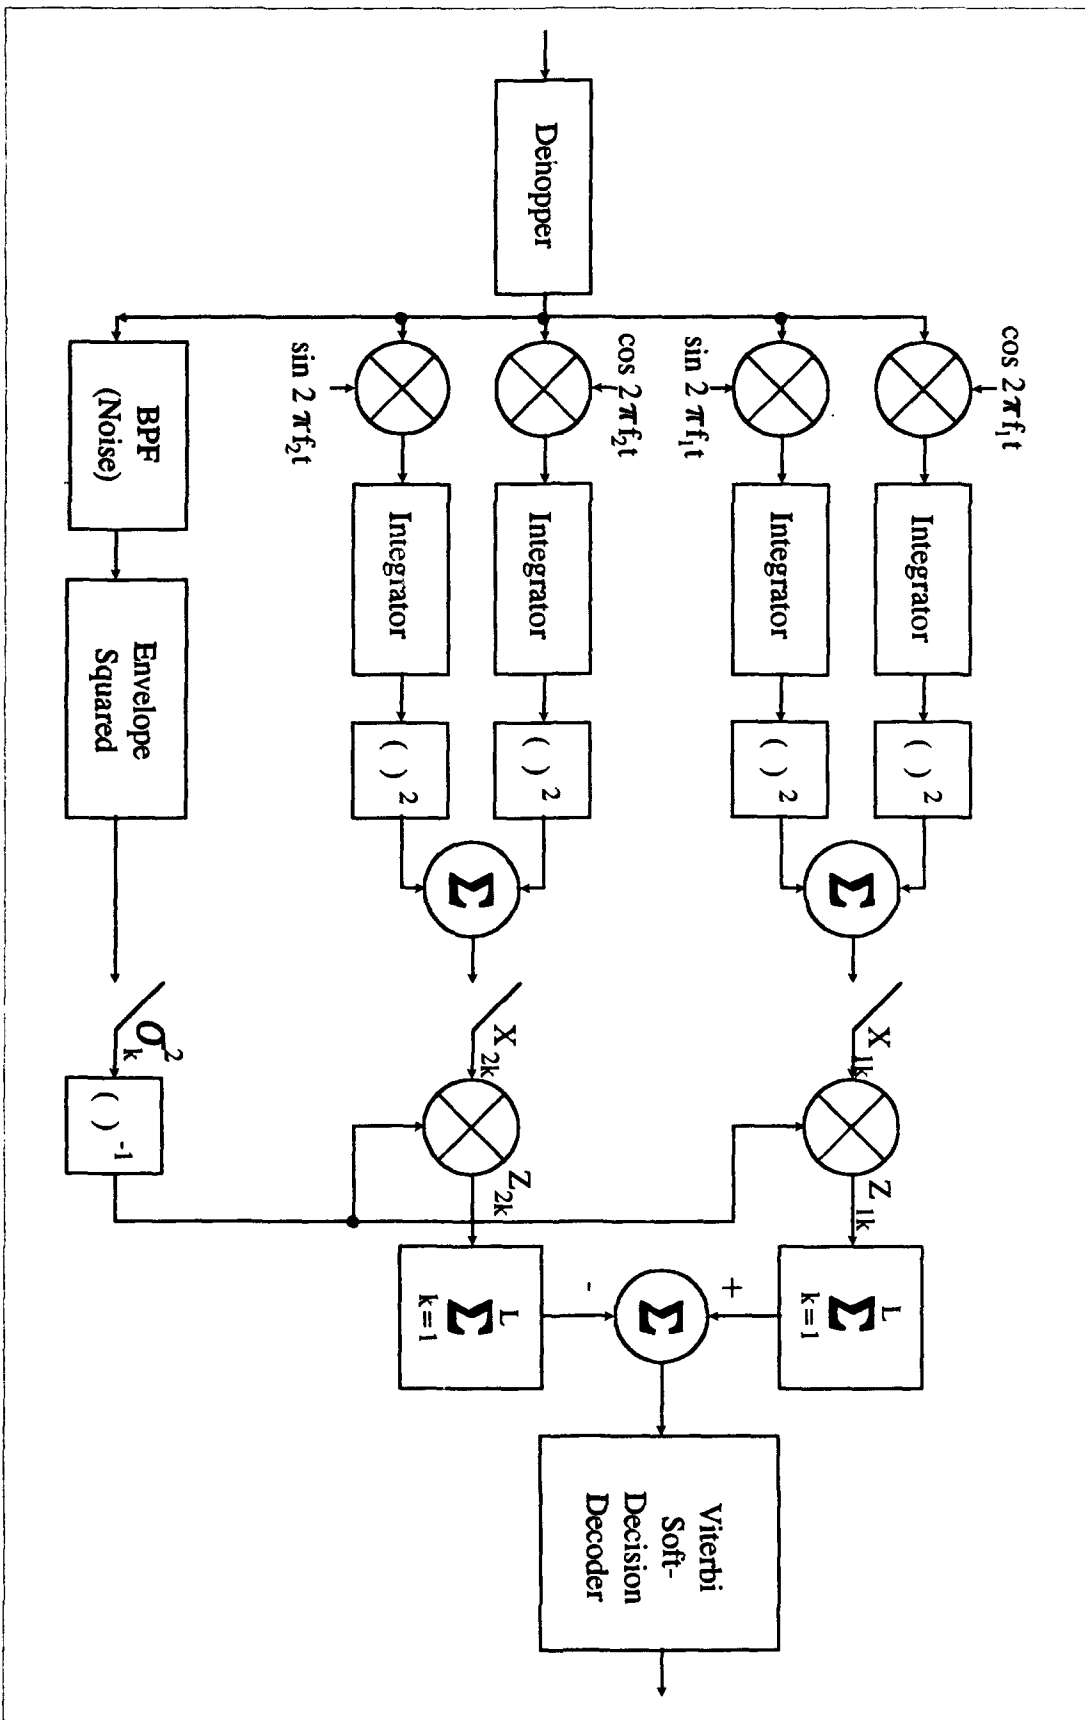 cos 2πf₁t
Integrator
( )²
sin 2πf₁t
Integrator
( )²
Σ
X₁ₖ
Z₁ₖ
L
Σ
k=1
+
Dehopper
cos 2πf₂t
Integrator
( )²
sin 2πf₂t
Integrator
( )²
Σ
X₂ₖ
Z₂ₖ
L
Σ
k=1
-
Σ
Viterbi
Soft-
Decision
Decoder
BPF
(Noise)
Envelope
Squared
σₖ²
( )⁻¹